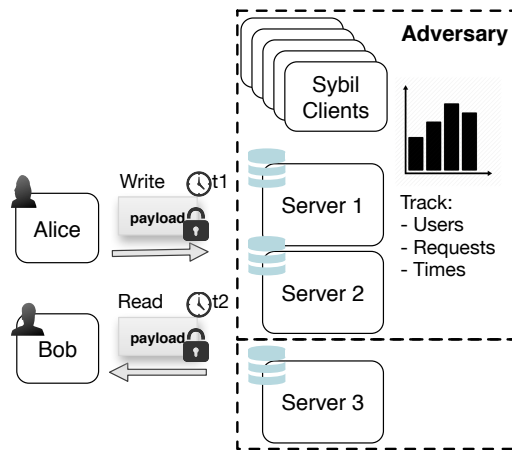 Adversary
Sybil
Clients
Write
t1
payload
Alice
Server 1
Track:
- Users
- Requests
- Times
Server 2
Read
t2
payload
Bob
Server 3